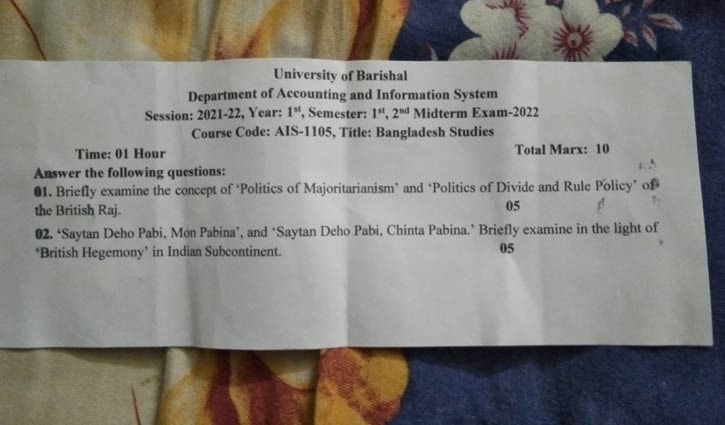 University of Barishal
Department of Accounting and Information System
Session: 2021-22, Year: 1st, Semester: 1st, 2nd Midterm Exam-2022
Course Code: AIS-1105, Title: Bangladesh Studies
Time: 01 Hour Total Marx: 10
Answer the following questions:
01. Briefly examine the concept of ‘Politics of Majoritarianism’ and ‘Politics of Divide and Rule Policy’ of
the British Raj. 05
02. ‘Saytan Deho Pabi, Mon Pabina’, and ‘Saytan Deho Pabi, Chinta Pabina.’ Briefly examine in the light of
‘British Hegemony’ in Indian Subcontinent. 05